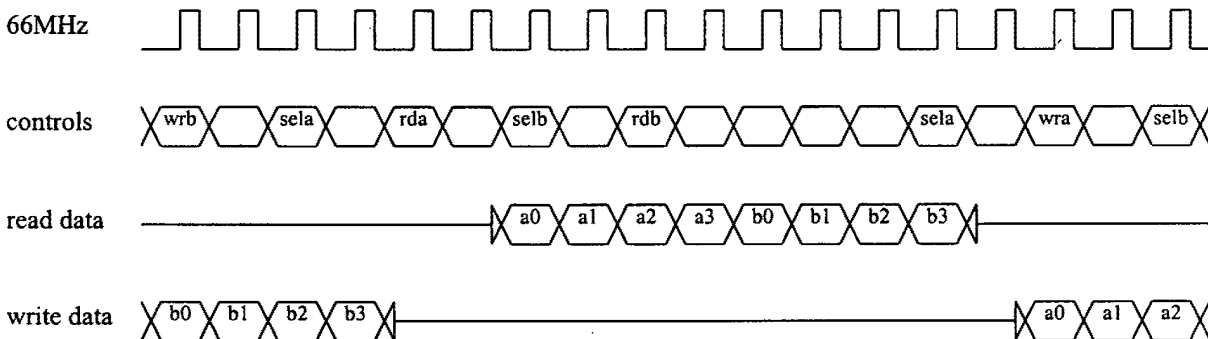 66MHz
controls wrb sela rda selb rdb sela wra selb
read data a0 a1 a2 a3 b0 b1 b2 b3
write data b0 b1 b2 b3 a0 a1 a2